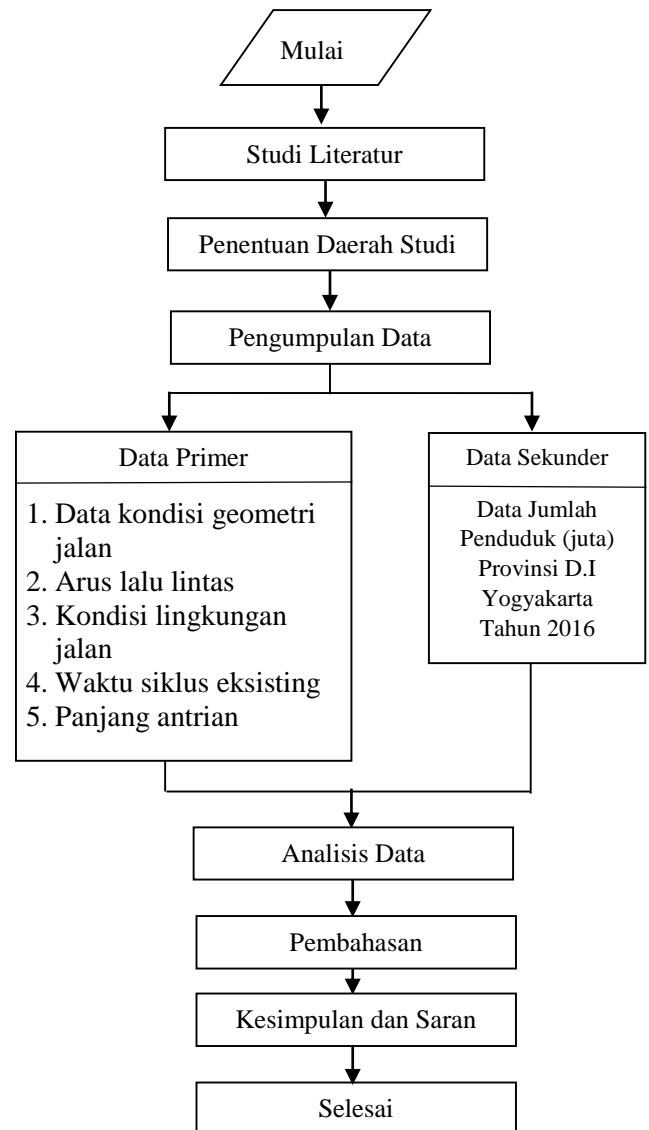 Mulai
Studi Literatur
Penentuan Daerah Studi
Pengumpulan Data
Data Primer
1. Data kondisi geometri
jalan
2. Arus lalu lintas
3. Kondisi lingkungan
jalan
4. Waktu siklus eksisting
5. Panjang antrian
Data Sekunder
Data Jumlah
Penduduk (juta)
Provinsi D.I
Yogyakarta
Tahun 2016
Analisis Data
Pembahasan
Kesimpulan dan Saran
Selesai